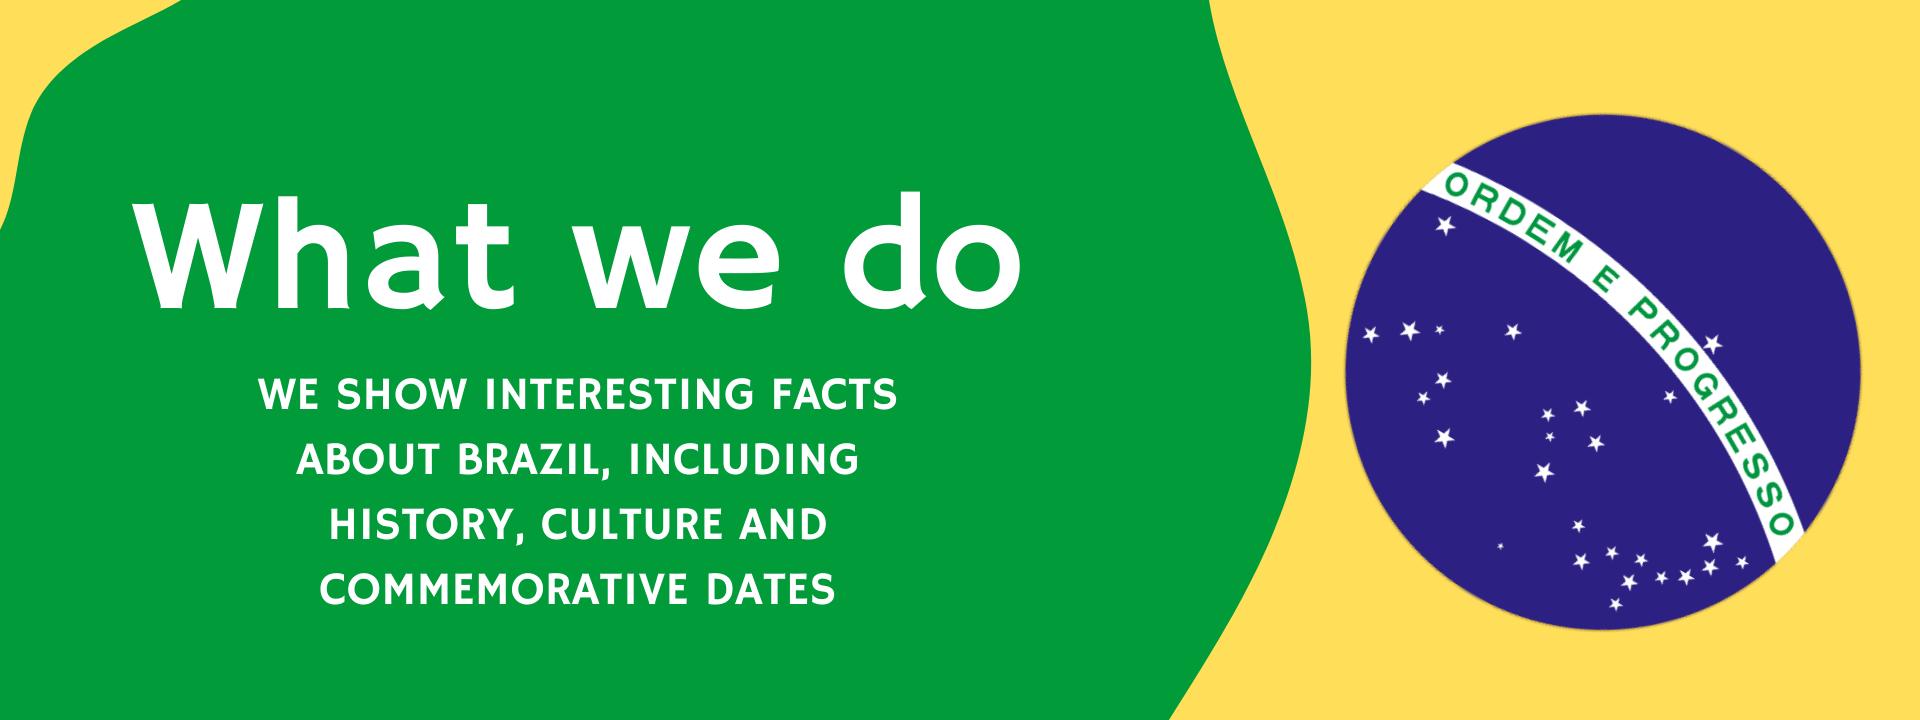 What we do
WE SHOW INTERESTING FACTS
ABOUT BRAZIL, INCLUDING
HISTORY, CULTURE AND
COMMEMORATIVE DATES
ORDEM E PROGRESSO